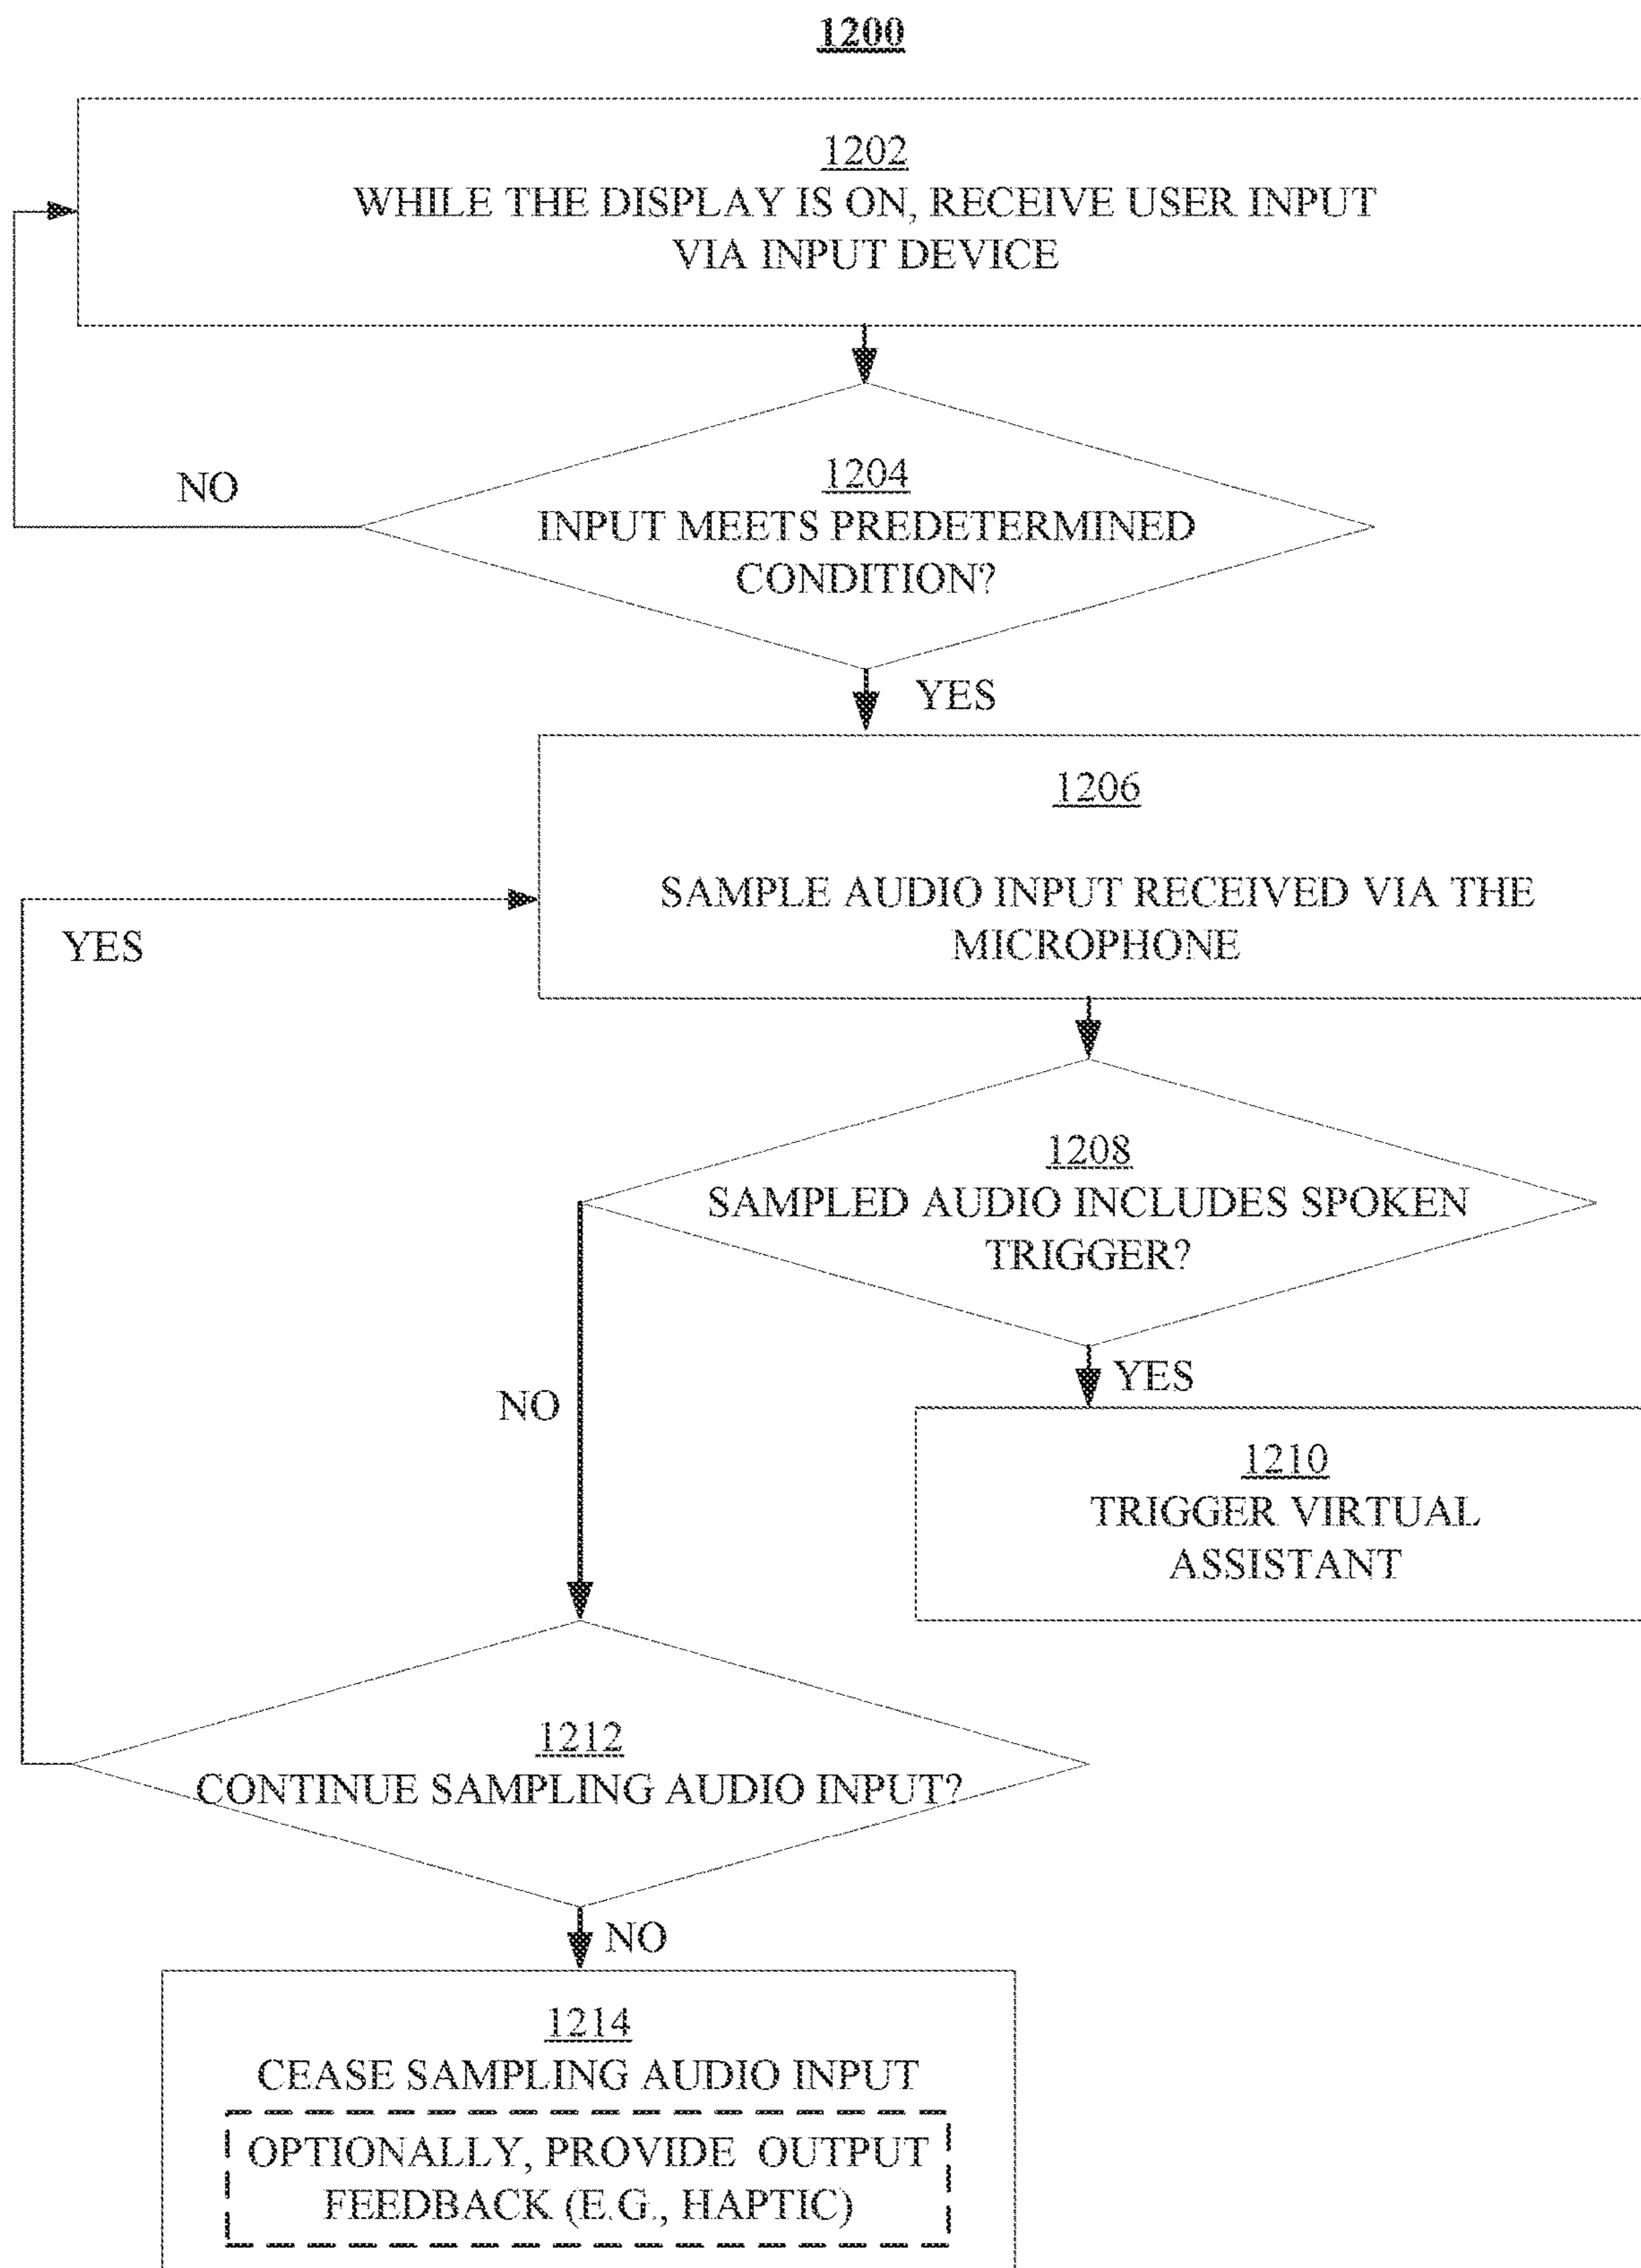 1200
1202
WHILE THE DISPLAY IS ON, RECEIVE USER INPUT
VIA INPUT DEVICE
1204
INPUT MEETS PREDETERMINED
CONDITION?
NO
YES
1206
SAMPLE AUDIO INPUT RECEIVED VIA THE
MICROPHONE
YES
1208
SAMPLED AUDIO INCLUDES SPOKEN
TRIGGER?
YES
NO
1210
TRIGGER VIRTUAL
ASSISTANT
1212
CONTINUE SAMPLING AUDIO INPUT?
NO
1214
CEASE SAMPLING AUDIO INPUT
OPTIONALLY, PROVIDE OUTPUT
FEEDBACK (E.G., HAPTIC)